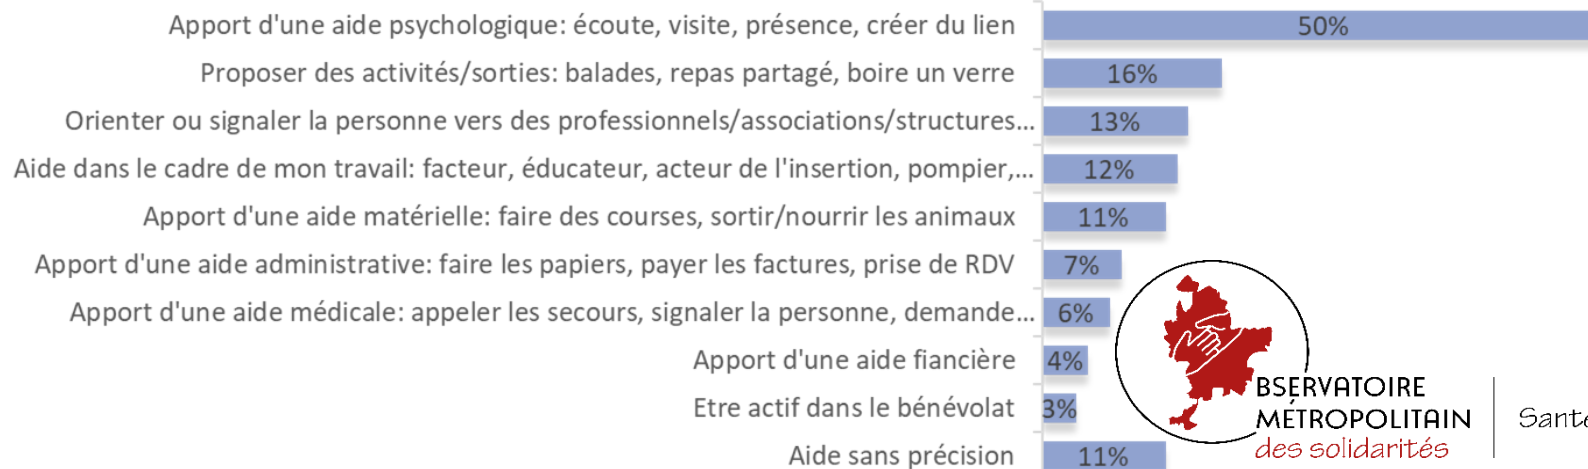 Apport d'une aide psychologique: écoute, visite, présence, créer du lien 50%
Proposer des activités/sorties: balades, repas partagé, boire un verre 16%
Orienter ou signaler la personne vers des professionnels/associations/structures... 13%
Aide dans le cadre de mon travail: facteur, éducateur, acteur de l'insertion, pompier,... 12%
Apport d'une aide matérielle: faire des courses, sortir/nourrir les animaux 11%
Apport d'une aide administrative: faire les papiers, payer les factures, prise de RDV 7%
Apport d'une aide médicale: appeler les secours, signaler la personne, demande... 6%
Apport d'une aide fiancière 4%
Etre actif dans le bénévolat 3%
Aide sans précision 11%
BSERVATOIRE
MÉTROPOLITAIN
des solidarités
Santé